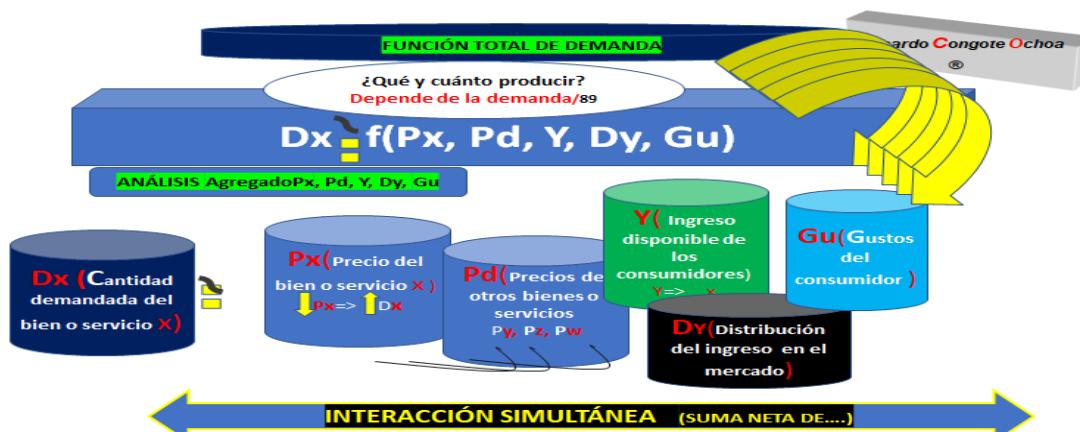 FUNCIÓN TOTAL DE DEMANDA
ardo Congote Ochoa
®
¿Qué y cuánto producir?
Depende de la demanda/89
Dx f(Px, Pd, Y, Dy, Gu)
ANÁLISIS AgregadoPx, Pd, Y, Dy, Gu
Dx (Cantidad
demandada del
bien o servicio x)
Px(Precio del
bien o servicio x )
Px=> Dx
Pd(Precios de
otros bienes o
servicios
Py, Pz, Pw
Y( Ingreso
disponible de
los
consumidores)
Y=> x
DY(Distribución
del ingreso en el
mercado)
Gu(Gustos
del
consumidor )
INTERACCIÓN SIMULTÁNEA (SUMA NETA DE....)